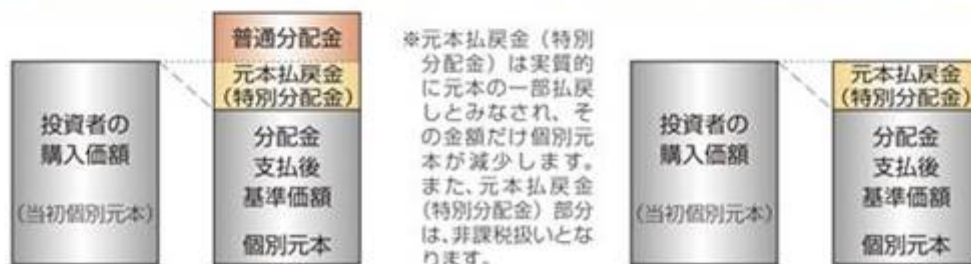 普通分配金
元本払戻金
(特別分配金)
投資者の
購入価額
(当初個別元本)
分配金
支払後
基準価額
個別元本
※元本払戻金(特別
分配金)は実質的
に元本の一部払戻
しとみなされ、そ
の金額だけ個別元
本が減少します。
また、元本払戻金
(特別分配金)部分
は、非課税扱いとな
ります。
投資者の
購入価額
(当初個別元本)
元本払戻金
(特別分配金)
分配金
支払後
基準価額
個別元本